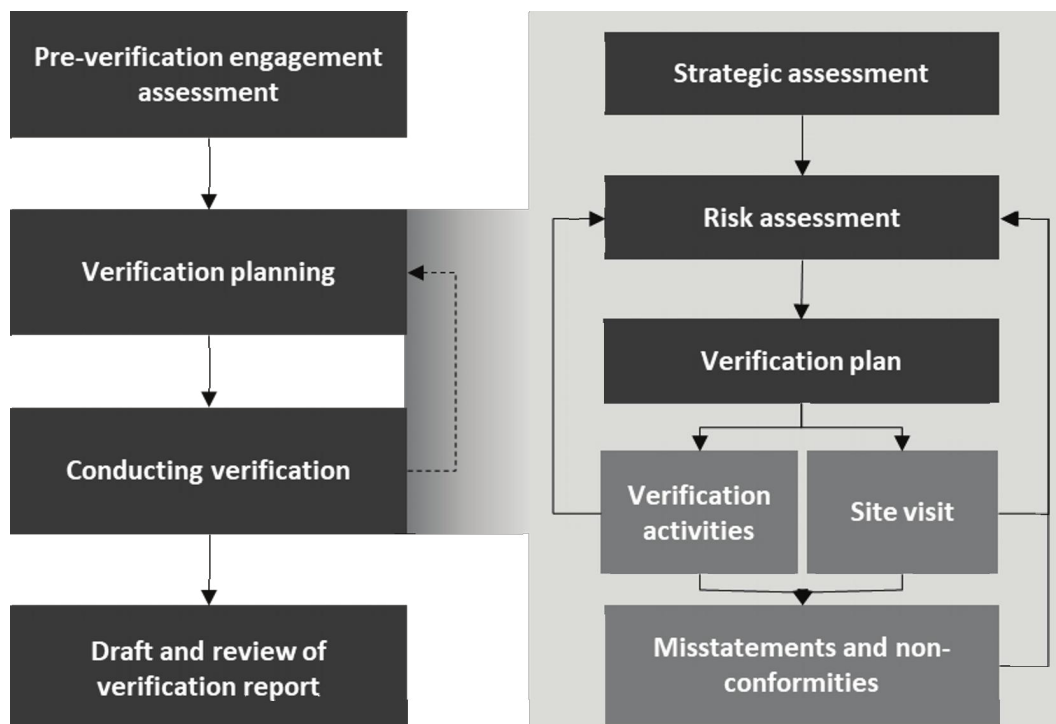 Pre-verification engagement
assessment
Verification planning
Conducting verification
Draft and review of
verification report
Strategic assessment
Risk assessment
Verification plan
Verification
activities
Site visit
Misstatements and non-
conformities